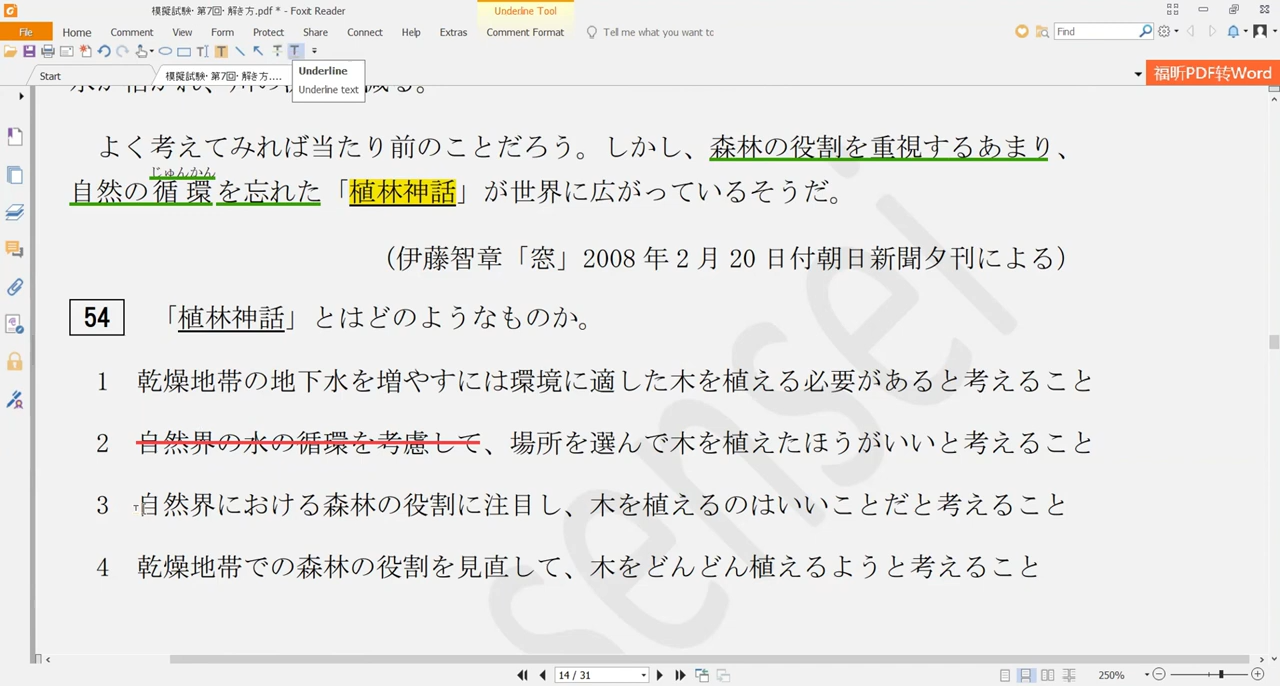 模擬試験· 第7回· 解き方.pdf * - Foxit Reader
Underline Tool
File Home Comment View Form Protect Share Connect Help Extras Comment Format Tell me what you want to Find
Start 模擬試験· 第7回· 解き方....
Underline
Underline text
福昕PDF转Word
よく考えてみれば当たり前のことだろう。しかし、森林の役割を重視するあまり、
じゅんかん
自然の循環を忘れた「植林神話」が世界に広がっているそうだ。
（伊藤智章「窓」2008 年 2 月 20 日付朝日新聞夕刊による）
54 「植林神話」とはどのようなものか。
1 乾燥地帯の地下水を増やすには環境に適した木を植える必要があると考えること
2 自然界の水の循環を考慮して、場所を選んで木を植えたほうがいいと考えること
3 自然界における森林の役割に注目し、木を植えるのはいいことだと考えること
4 乾燥地帯での森林の役割を見直して、木をどんどん植えるようと考えること
sensei
14 / 31
250%